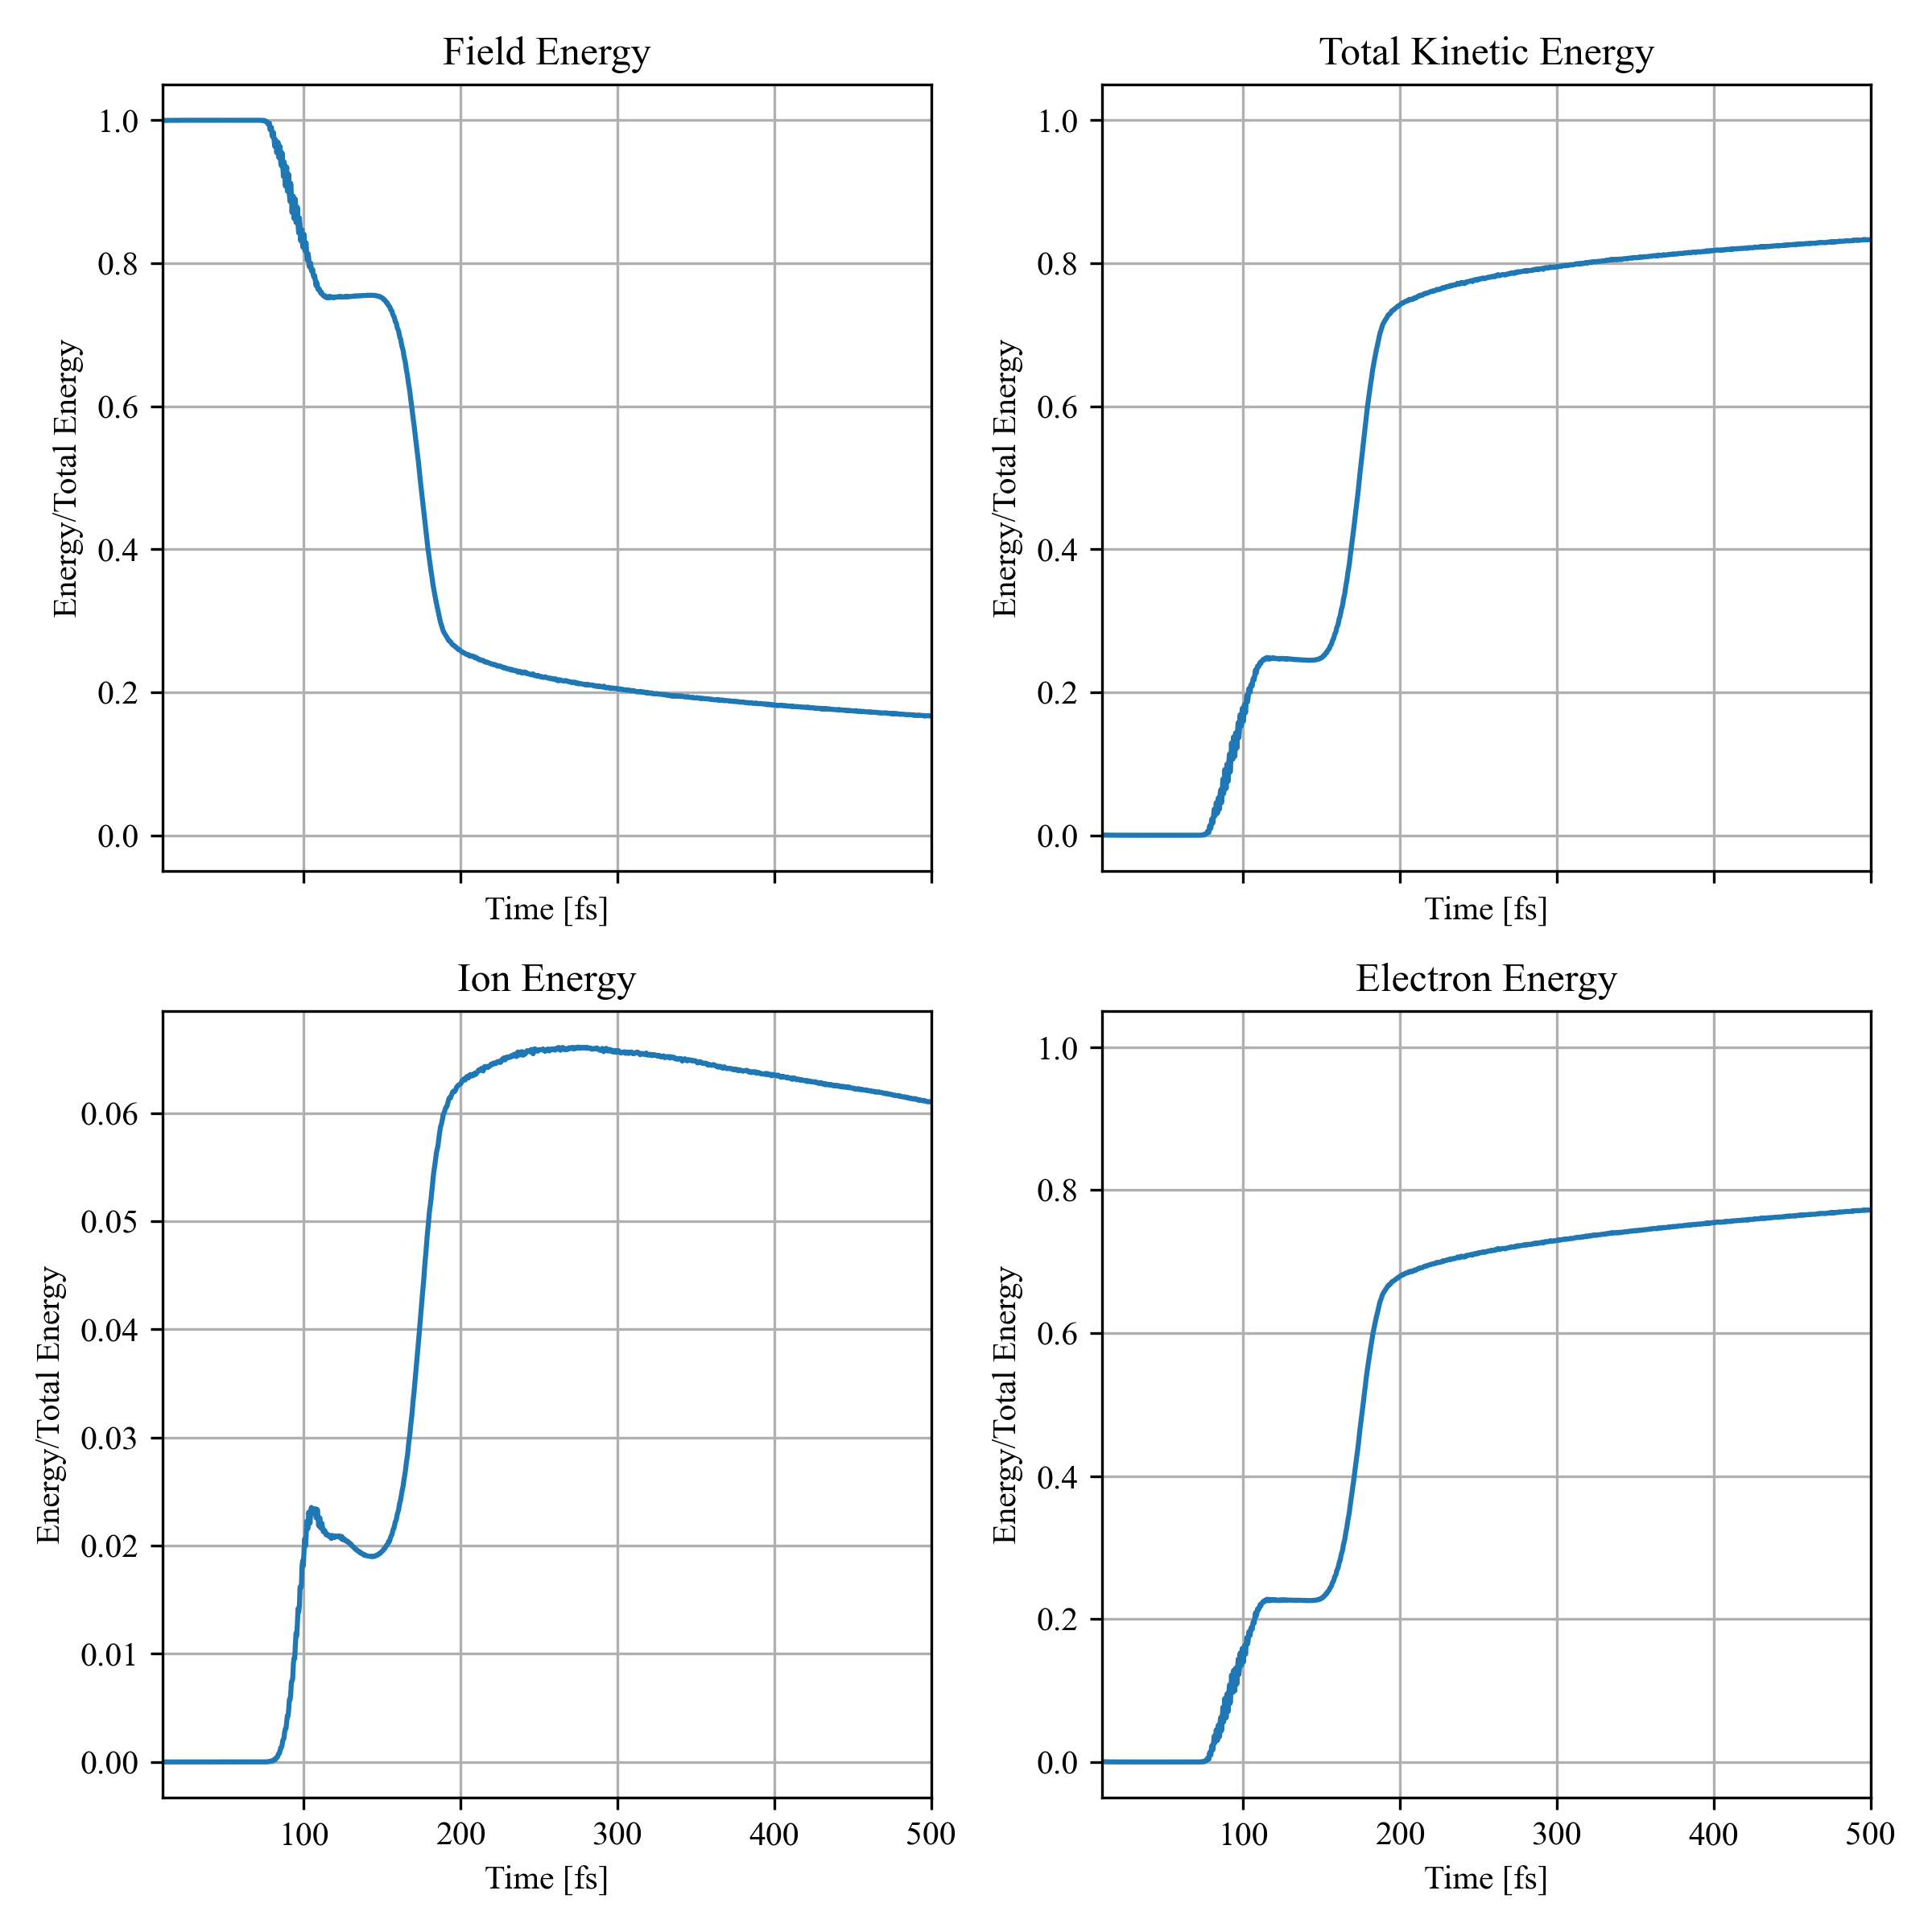 Field Energy
1.0
0.8
0.6
0.4
0.2
0.0
Energy/Total Energy
Time [fs]
Total Kinetic Energy
1.0
0.8
0.6
0.4
0.2
0.0
Energy/Total Energy
Time [fs]
Ion Energy
0.06
0.05
0.04
0.03
0.02
0.01
0.00
Energy/Total Energy
100 200 300 400 500
Time [fs]
Electron Energy
1.0
0.8
0.6
0.4
0.2
0.0
Energy/Total Energy
100 200 300 400 500
Time [fs]